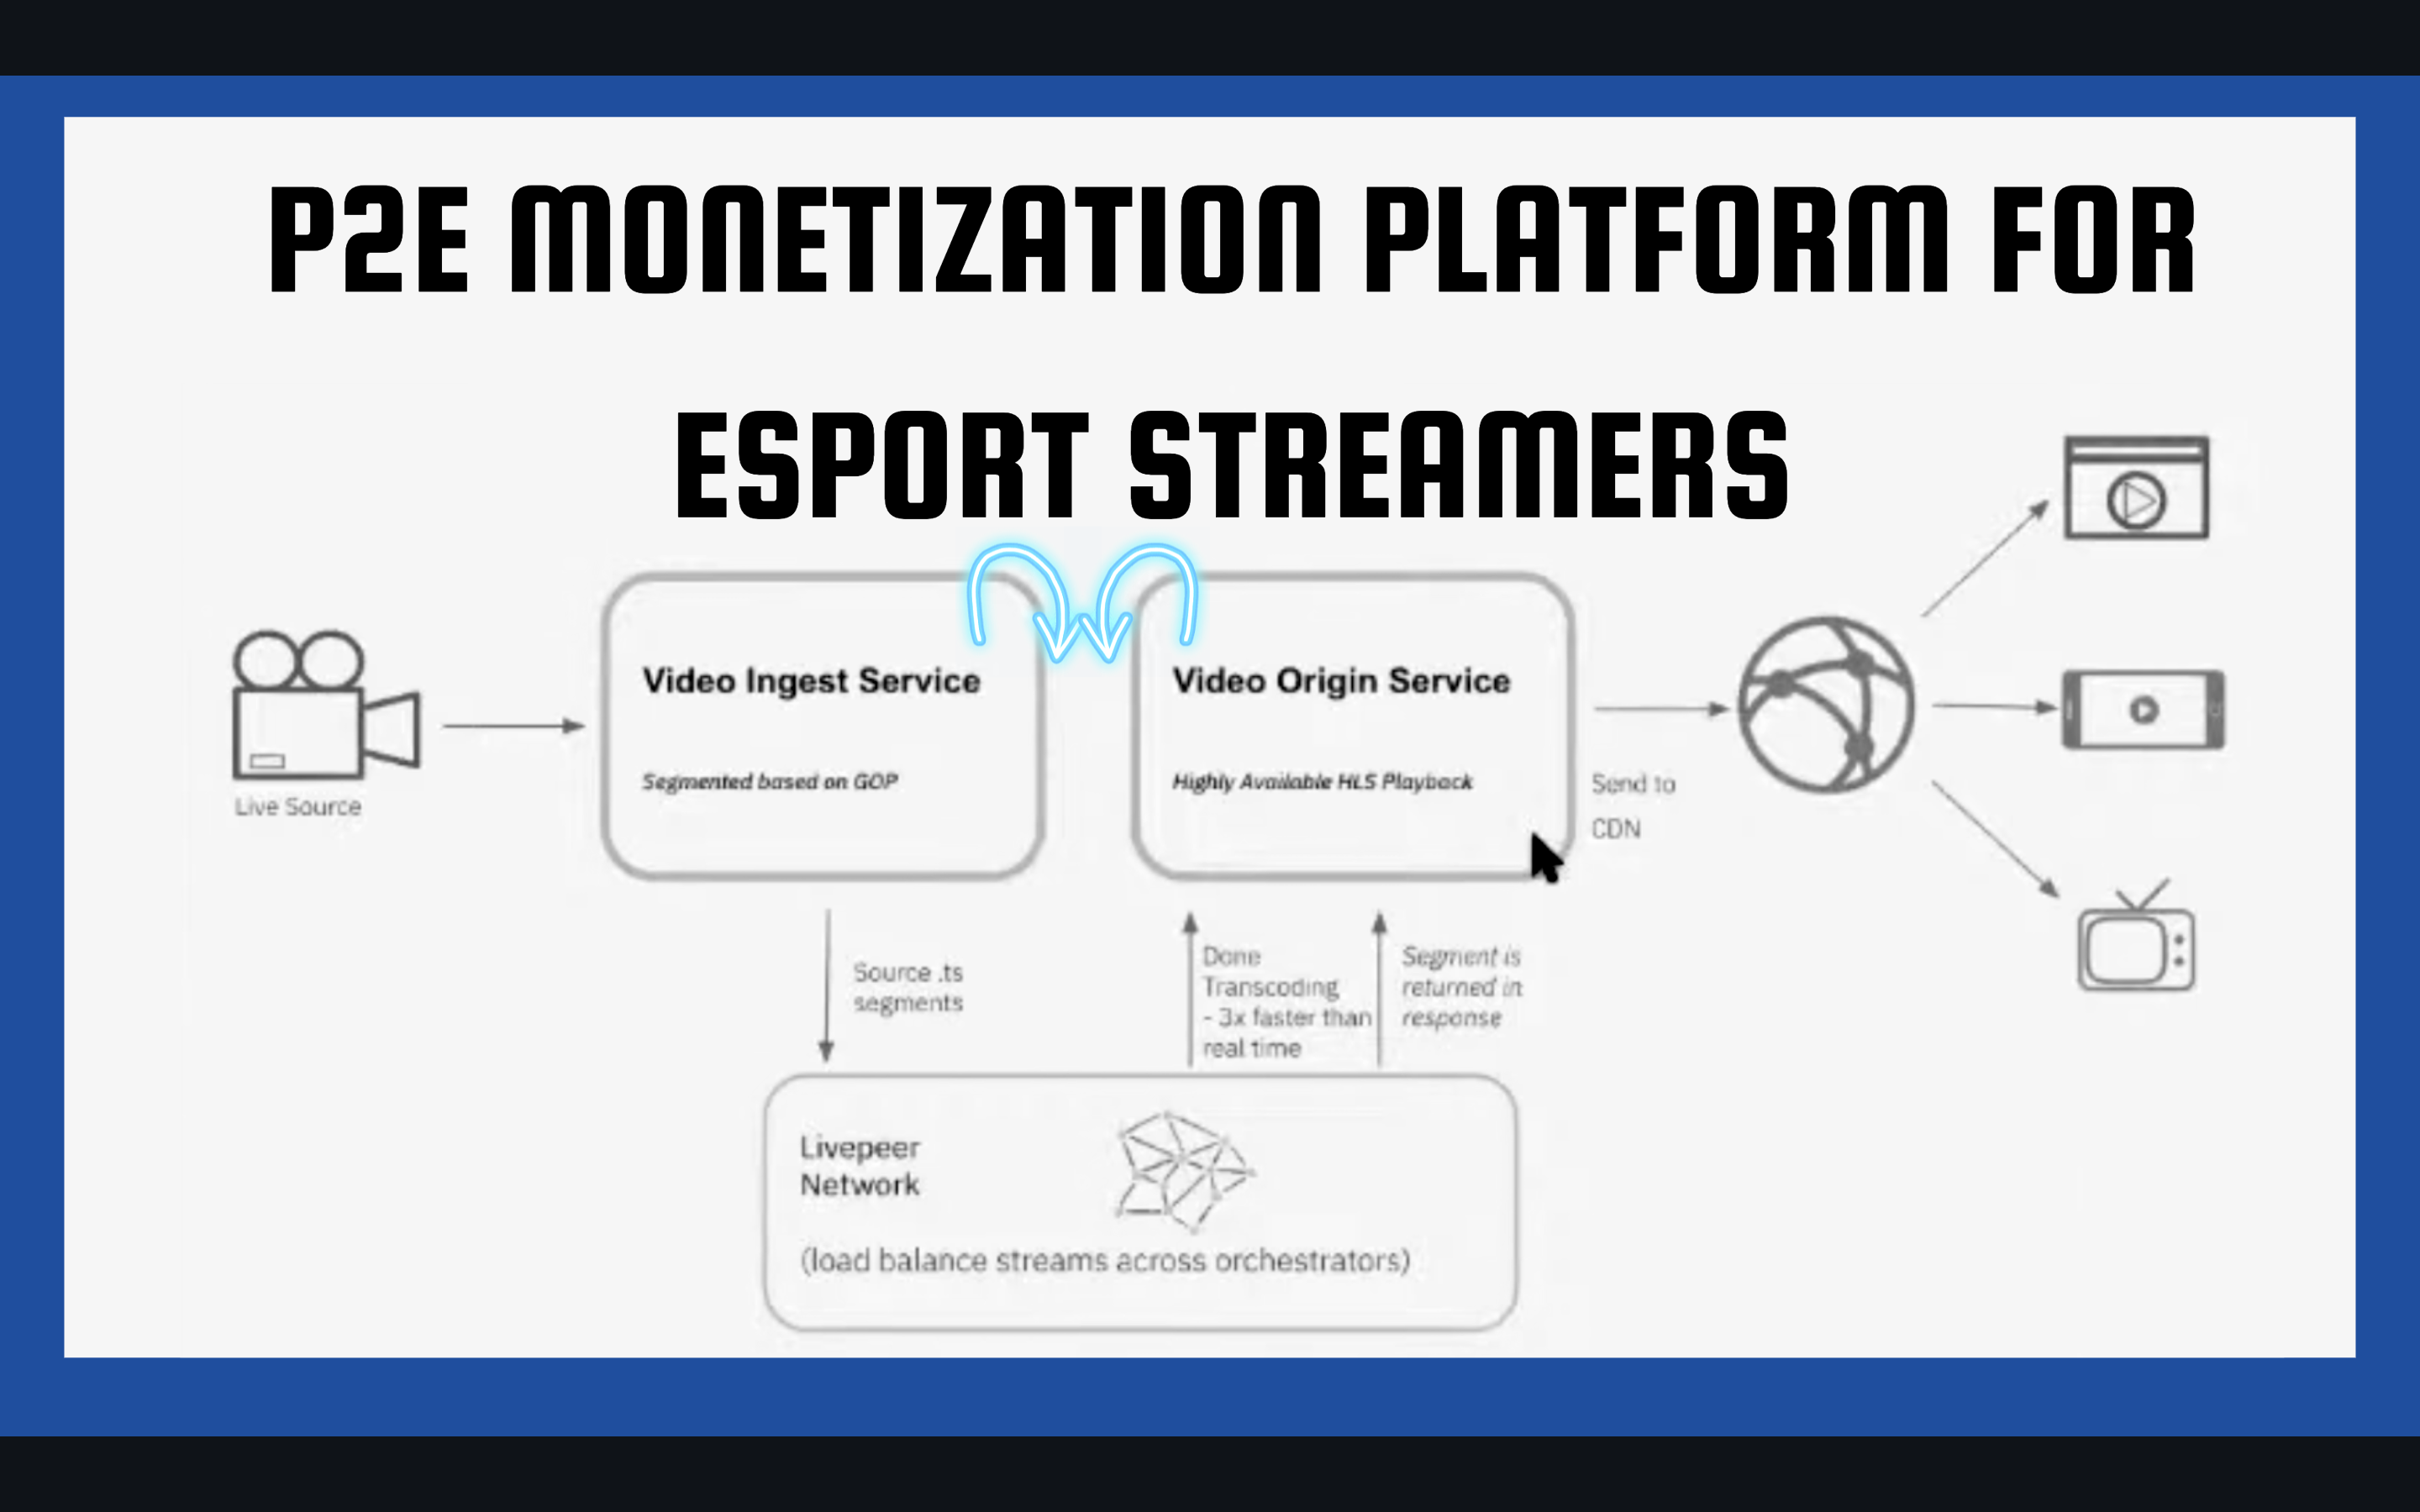 P2E MONETIZATION PLATFORM FOR
ESPORT STREAMERS
Live Source
Video Ingest Service
Segmented based on GOP
Video Origin Service
Highly Available HLS Playback
Send to
CDN
Source .ts
segments
Done
Transcoding
- 3x faster than
real time
Segment is
returned in
response
Livepeer
Network
(load balance streams across orchestrators)